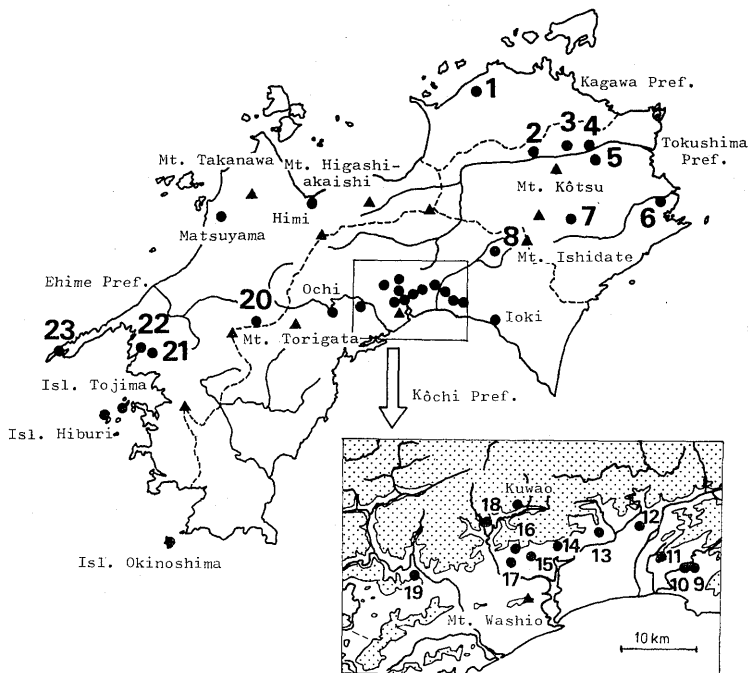 Kagawa Pref.
1
2
3
4
5
Tokushima
Pref.
Mt. Takanawa
Mt. Higashi-
akaishi
Mt. Kôtsu
Himi
6
7
8
Matsuyama
Mt. Ishidate
Ehime Pref.
Ochi
20
Ioki
23
22
21
Mt. Torigata
Isl. Tojima
Kôchi Pref.
Isl. Hiburi
Isl. Okinoshima
Kuwao
18
12
16
14
13
15
11
17
10
9
19
Mt. Washio
10 km